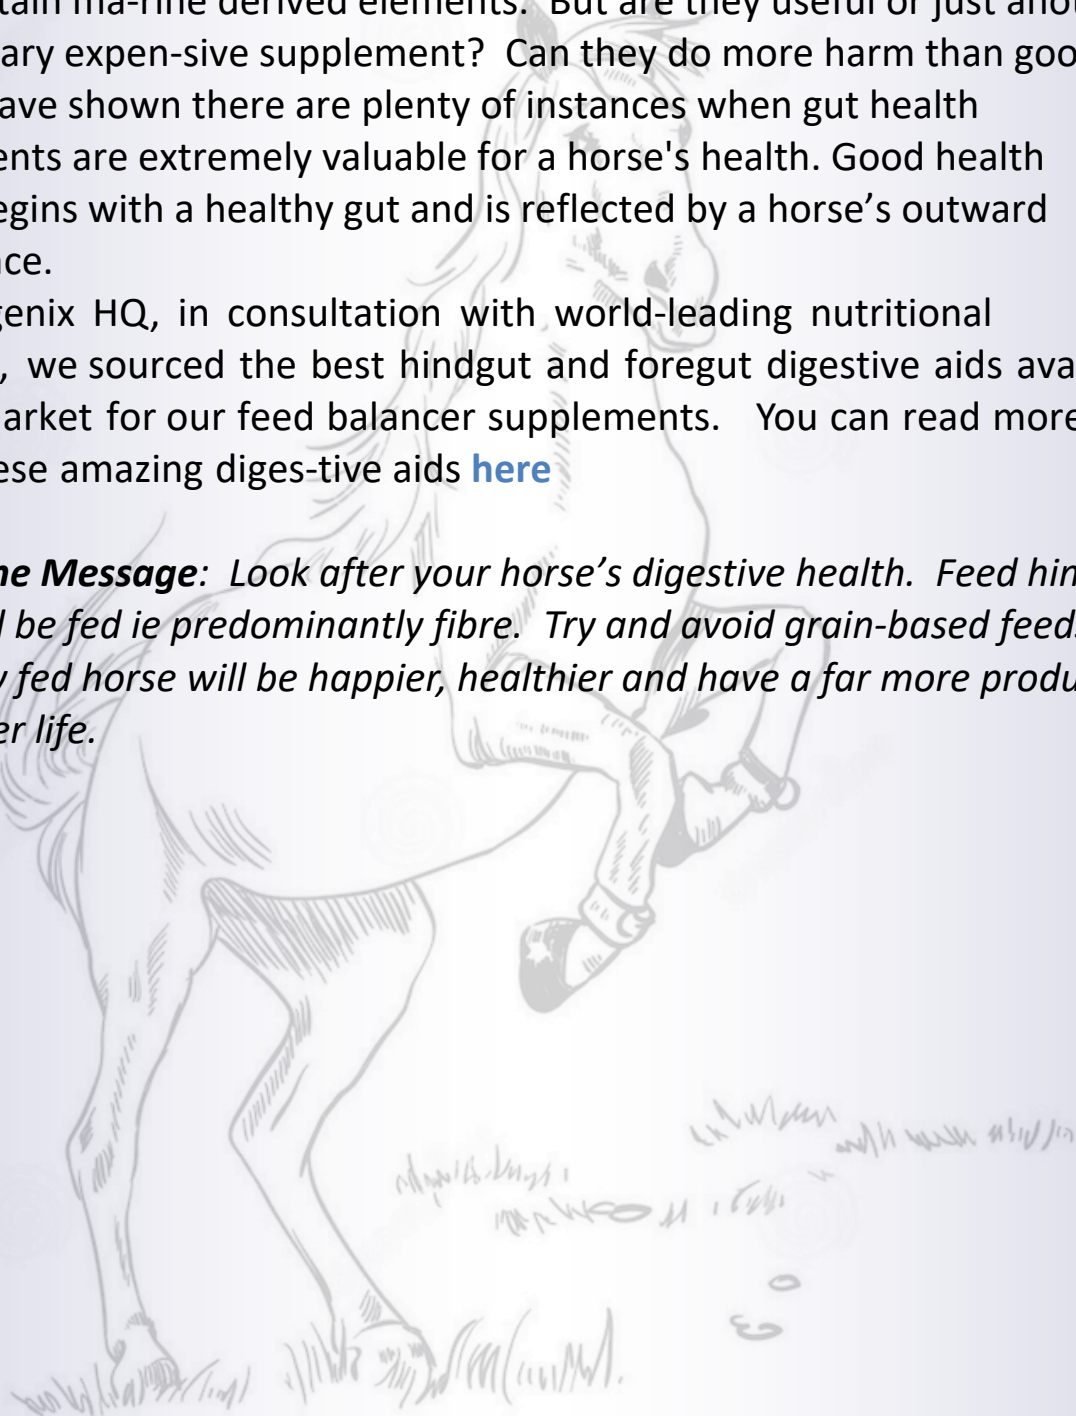 tain ma-rine derived elements.  But are they useful or just anot
ary expen-sive supplement?  Can they do more harm than goo
ave shown there are plenty of instances when gut health
ents are extremely valuable for a horse's health. Good health
egins with a healthy gut and is reflected by a horse’s outward
nce.
genix HQ, in consultation with world-leading nutritional
, we sourced the best hindgut and foregut digestive aids ava
arket for our feed balancer supplements.   You can read more
ese amazing diges-tive aids here
ne Message:  Look after your horse’s digestive health.  Feed him
d be fed ie predominantly fibre.  Try and avoid grain-based feeds
y fed horse will be happier, healthier and have a far more produ
er life.